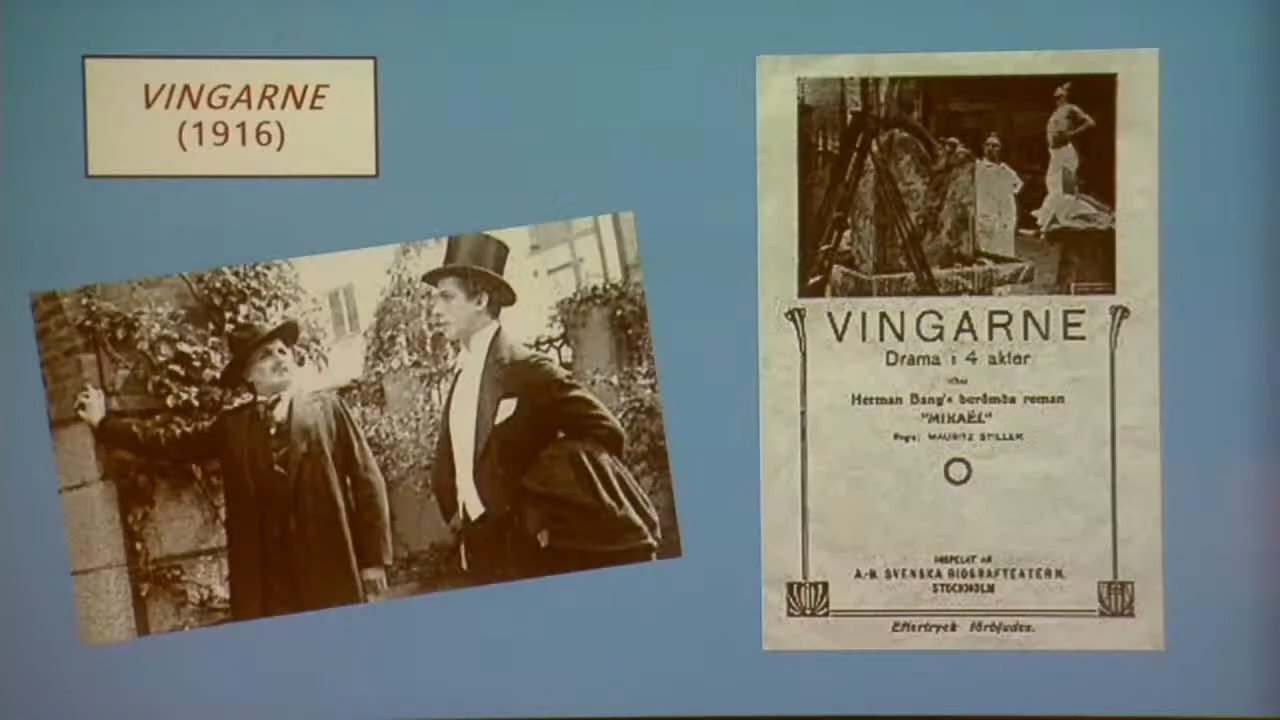 VINGARNE
(1916)
VINGARNE
Drama i 4 akter
efter
Herman Bang's berömda roman
"MIKAËL"
Regi: MAURITZ STILLER
INSPELAT AV
A.-B. SVENSKA BIOGRAFTEATERN,
STOCKHOLM
Eftertryck förbjudes.